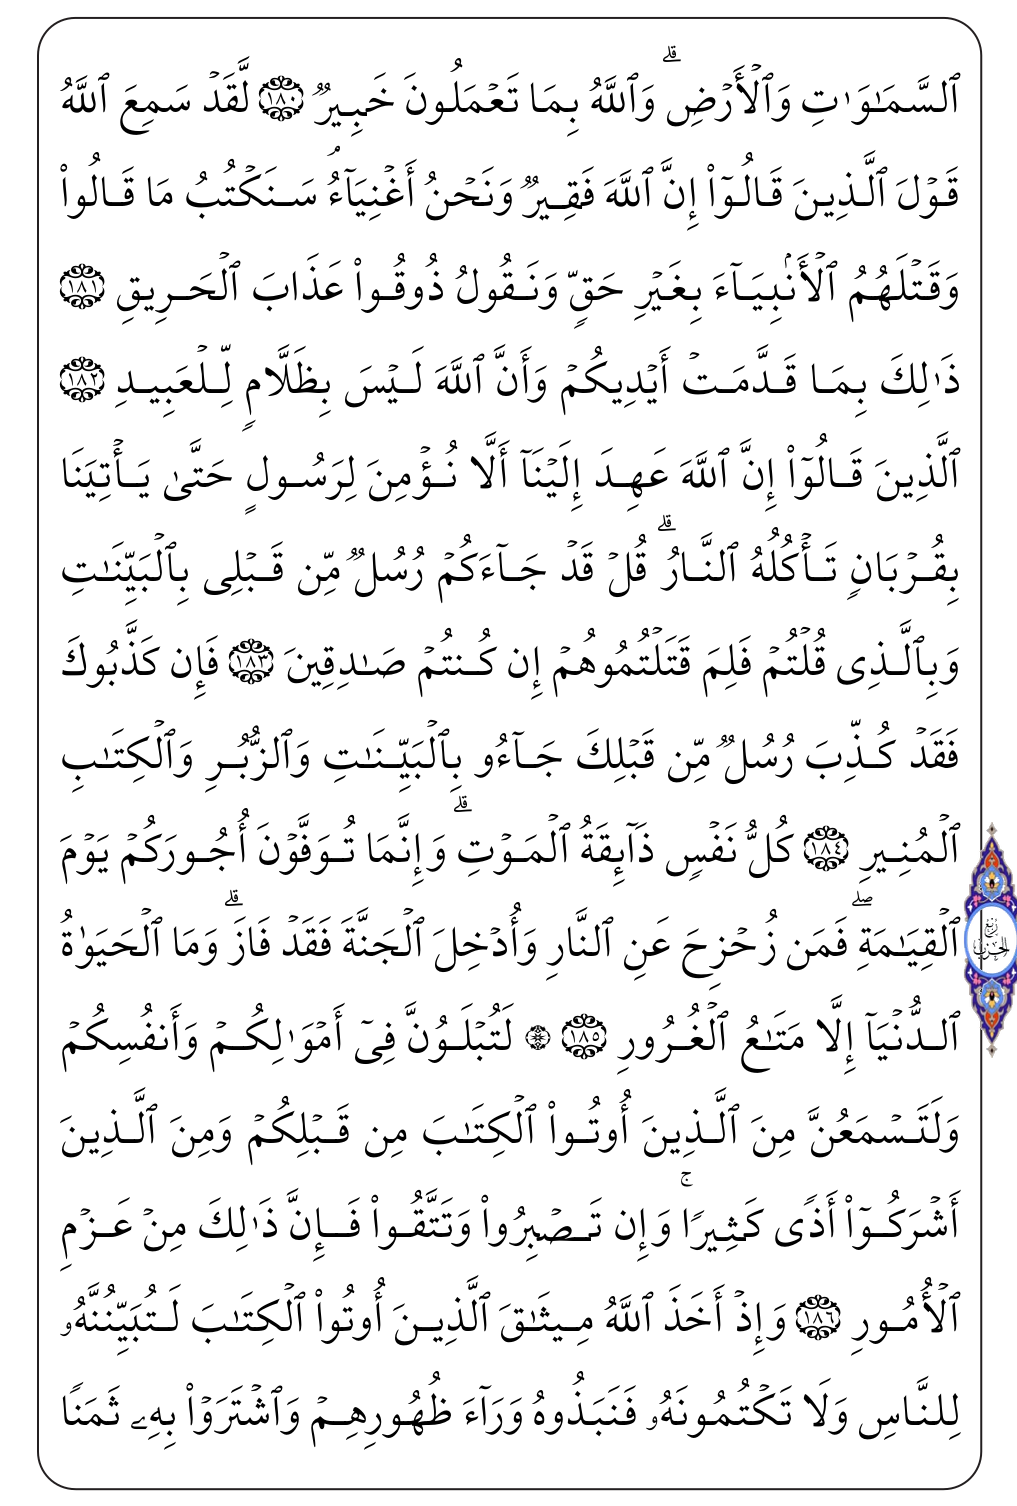 ٱلسَّمَٰوَٰتِ وَٱلْأَرْضِۗ وَٱللَّهُ بِمَا تَعْمَلُونَ خَبِيرٌ ١٨٠ لَّقَدْ سَمِعَ ٱللَّهُ
قَوْلَ ٱلَّذِينَ قَالُوٓا۟ إِنَّ ٱللَّهَ فَقِيرٌ وَنَحْنُ أَغْنِيَآءُۘ سَنَكْتُبُ مَا قَالُوا۟
وَقَتْلَهُمُ ٱلْأَنۢبِيَآءَ بِغَيْرِ حَقٍّ وَنَقُولُ ذُوقُوا۟ عَذَابَ ٱلْحَرِيقِ ١٨١
ذَٰلِكَ بِمَا قَدَّمَتْ أَيْدِيكُمْ وَأَنَّ ٱللَّهَ لَيْسَ بِظَلَّامٍ لِّلْعَبِيدِ ١٨٢
ٱلَّذِينَ قَالُوٓا۟ إِنَّ ٱللَّهَ عَهِدَ إِلَيْنَآ أَلَّا نُؤْمِنَ لِرَسُولٍ حَتَّىٰ يَأْتِيَنَا
بِقُرْبَانٍ تَأْكُلُهُ ٱلنَّارُۗ قُلْ قَدْ جَآءَكُمْ رُسُلٌ مِّن قَبْلِى بِٱلْبَيِّنَٰتِ
وَبِٱلَّذِى قُلْتُمْ فَلِمَ قَتَلْتُمُوهُمْ إِن كُنتُمْ صَٰدِقِينَ ١٨٣ فَإِن كَذَّبُوكَ
فَقَدْ كُذِّبَ رُسُلٌ مِّن قَبْلِكَ جَآءُو بِٱلْبَيِّنَٰتِ وَٱلزُّبُرِ وَٱلْكِتَٰبِ
ٱلْمُنِيرِ ١٨٤ كُلُّ نَفْسٍ ذَآئِقَةُ ٱلْمَوْتِۗ وَإِنَّمَا تُوَفَّوْنَ أُجُورَكُمْ يَوْمَ
ٱلْقِيَٰمَةِۖ فَمَن زُحْزِحَ عَنِ ٱلنَّارِ وَأُدْخِلَ ٱلْجَنَّةَ فَقَدْ فَازَۗ وَمَا ٱلْحَيَوٰةُ
ربع الحزب
ٱلدُّنْيَآ إِلَّا مَتَٰعُ ٱلْغُرُورِ ١٨٥ ۞ لَتُبْلَوُنَّ فِىٓ أَمْوَٰلِكُمْ وَأَنفُسِكُمْ
وَلَتَسْمَعُنَّ مِنَ ٱلَّذِينَ أُوتُوا۟ ٱلْكِتَٰبَ مِن قَبْلِكُمْ وَمِنَ ٱلَّذِينَ
أَشْرَكُوٓا۟ أَذًى كَثِيرًاۚ وَإِن تَصْبِرُوا۟ وَتَتَّقُوا۟ فَإِنَّ ذَٰلِكَ مِنْ عَزْمِ
ٱلْأُمُورِ ١٨٦ وَإِذْ أَخَذَ ٱللَّهُ مِيثَٰقَ ٱلَّذِينَ أُوتُوا۟ ٱلْكِتَٰبَ لَتُبَيِّنُنَّهُۥ
لِلنَّاسِ وَلَا تَكْتُمُونَهُۥ فَنَبَذُوهُ وَرَآءَ ظُهُورِهِمْ وَٱشْتَرَوْا۟ بِهِۦ ثَمَنًا